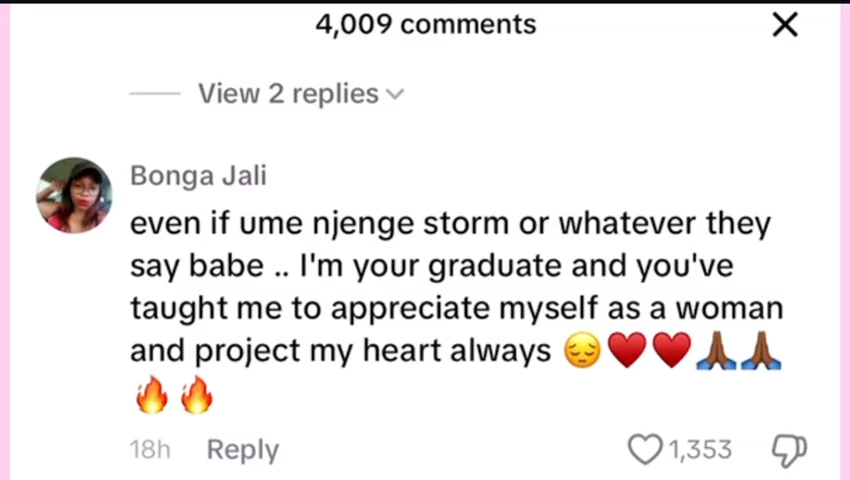 4,009 comments
View 2 replies
Bonga Jali
even if ume njenge storm or whatever they
say babe .. I'm your graduate and you've
taught me to appreciate myself as a woman
and project my heart always 😔♥️♥️🙏🏾🙏🏾
🔥🔥
18h Reply 1,353